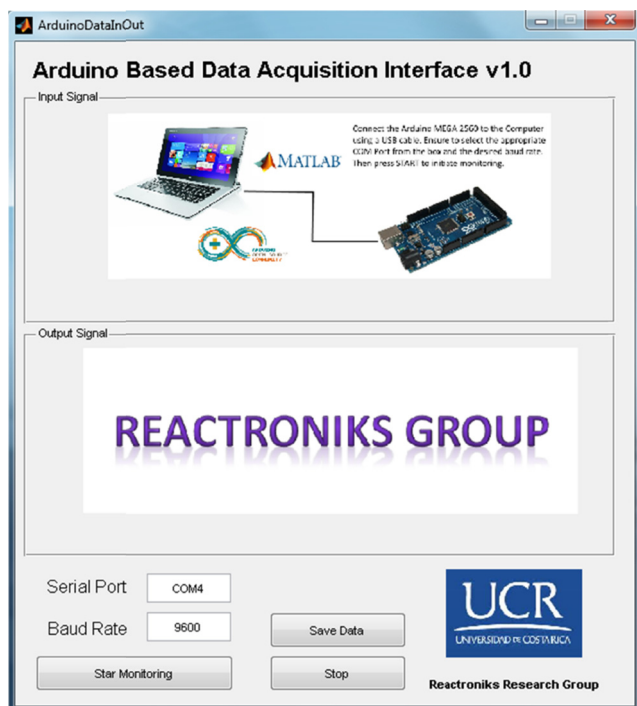 ArduinoDataInOut
Arduino Based Data Acquisition Interface v1.0
Input Signal
Connect the Arduino MEGA 2560 to the Computer
using a USB cable. Ensure to select the appropriate
COM Port from the box and the desired baud rate.
Then press START to initiate monitoring.
MATLAB
COMMUNITY
Output Signal
REACTRONIKS GROUP
Serial Port
COM4
Baud Rate
9600
Save Data
Star Monitoring
Stop
UCR
UNIVERSIDAD DE COSTA RICA
Reactroniks Research Group